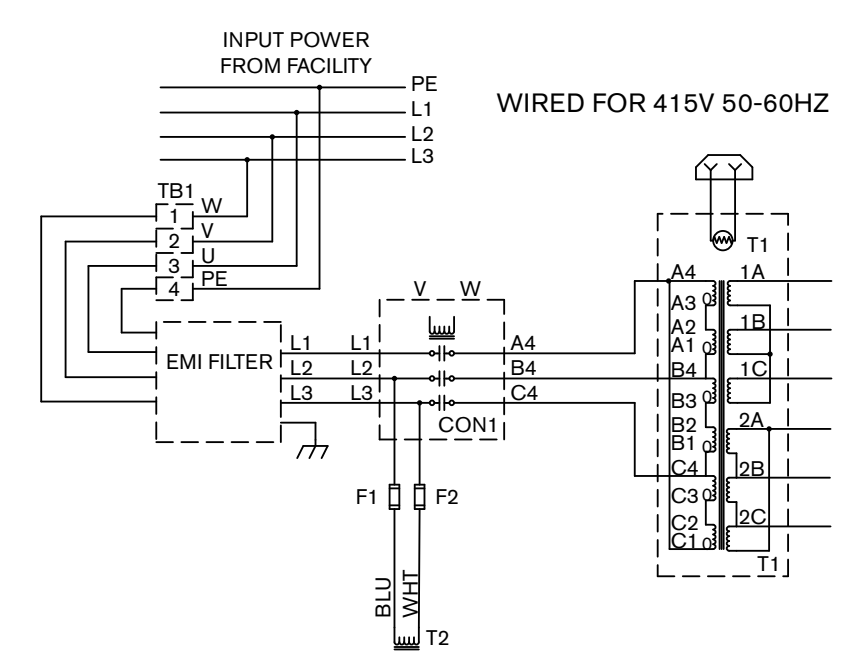 INPUT POWER
FROM FACILITY
PE
L1
L2
L3
WIRED FOR 415V 50-60HZ
TB1
1 W
2 V
3 U
4 PE
EMI FILTER
L1 L1
L2 L2
L3 L3
V W
A4
B4
C4
CON1
F1 F2
BLU
WHT
T2
T1
A4 1A
A3
A2 1B
A1
B4 1C
B3
B2 2A
B1
C4 2B
C3
C2 2C
C1
T1